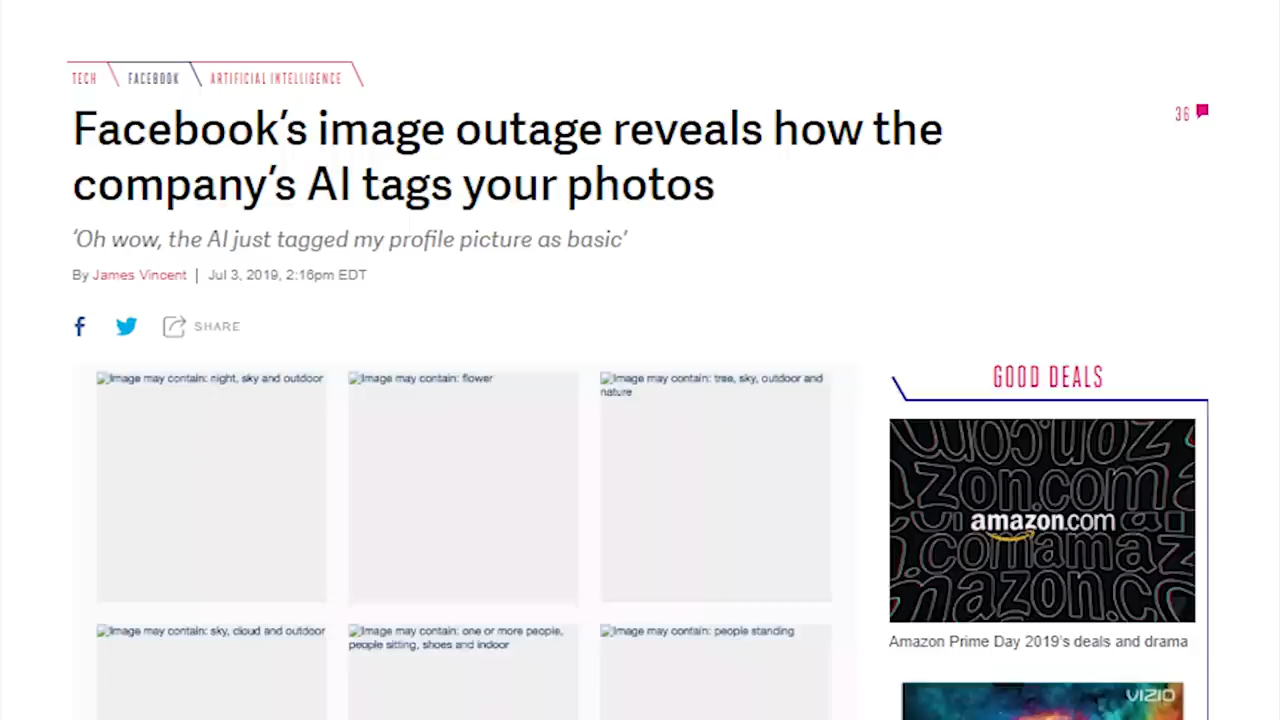 TECH FACEBOOK ARTIFICIAL INTELLIGENCE
Facebook's image outage reveals how the
company's AI tags your photos
36
'Oh wow, the AI just tagged my profile picture as basic'
By James Vincent | Jul 3, 2019, 2:16pm EDT
SHARE
Image may contain: night, sky and outdoor
Image may contain: flower
Image may contain: tree, sky, outdoor and
nature
GOOD DEALS
amazon.com
Amazon Prime Day 2019's deals and drama
Image may contain: sky, cloud and outdoor
Image may contain: one or more people,
people sitting, shoes and indoor
Image may contain: people standing
VIZIO